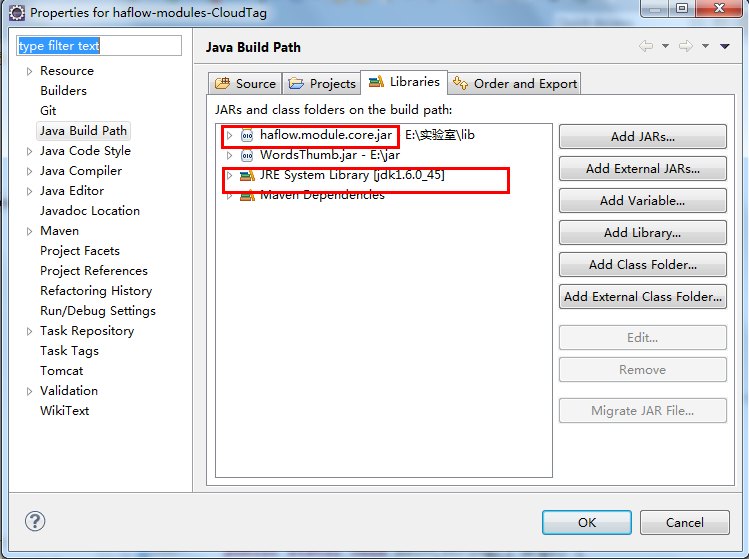 Properties for haflow-modules-CloudTag
type filter text
Resource
Builders
Git
Java Build Path
Java Code Style
Java Compiler
Java Editor
Javadoc Location
Maven
Project Facets
Project References
Refactoring History
Run/Debug Settings
Task Repository
Task Tags
Tomcat
Validation
WikiText
Java Build Path
Source Projects Libraries Order and Export
JARs and class folders on the build path:
haflow.module.core.jar E:\实验室\lib
WordsThumb.jar - E:\jar
JRE System Library [jdk1.6.0_45]
Maven Dependencies
Add JARs...
Add External JARs...
Add Variable...
Add Library...
Add Class Folder...
Add External Class Folder...
Edit...
Remove
Migrate JAR File...
OK Cancel